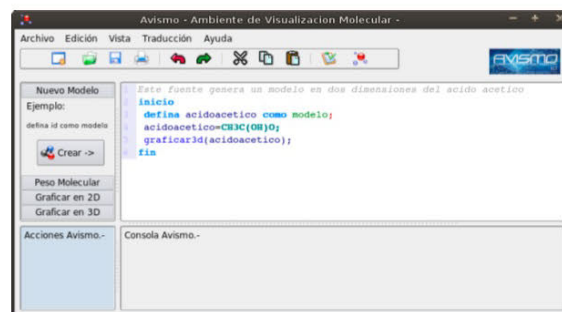 Avismo - Ambiente de Visualizacion Molecular -
Archivo Edición Vista Traducción Ayuda
AVISMO
Nuevo Modelo
Ejemplo:
defina id como modelo
Crear ->
Peso Molecular
Graficar en 2D
Graficar en 3D
Este fuente genera un modelo en dos dimensiones del acido acetico
inicio
defina acidoacetico como modelo;
acidoacetico=CH3C(OH)O;
graficar3d(acidoacetico);
fin
Acciones Avismo.-
Consola Avismo.-